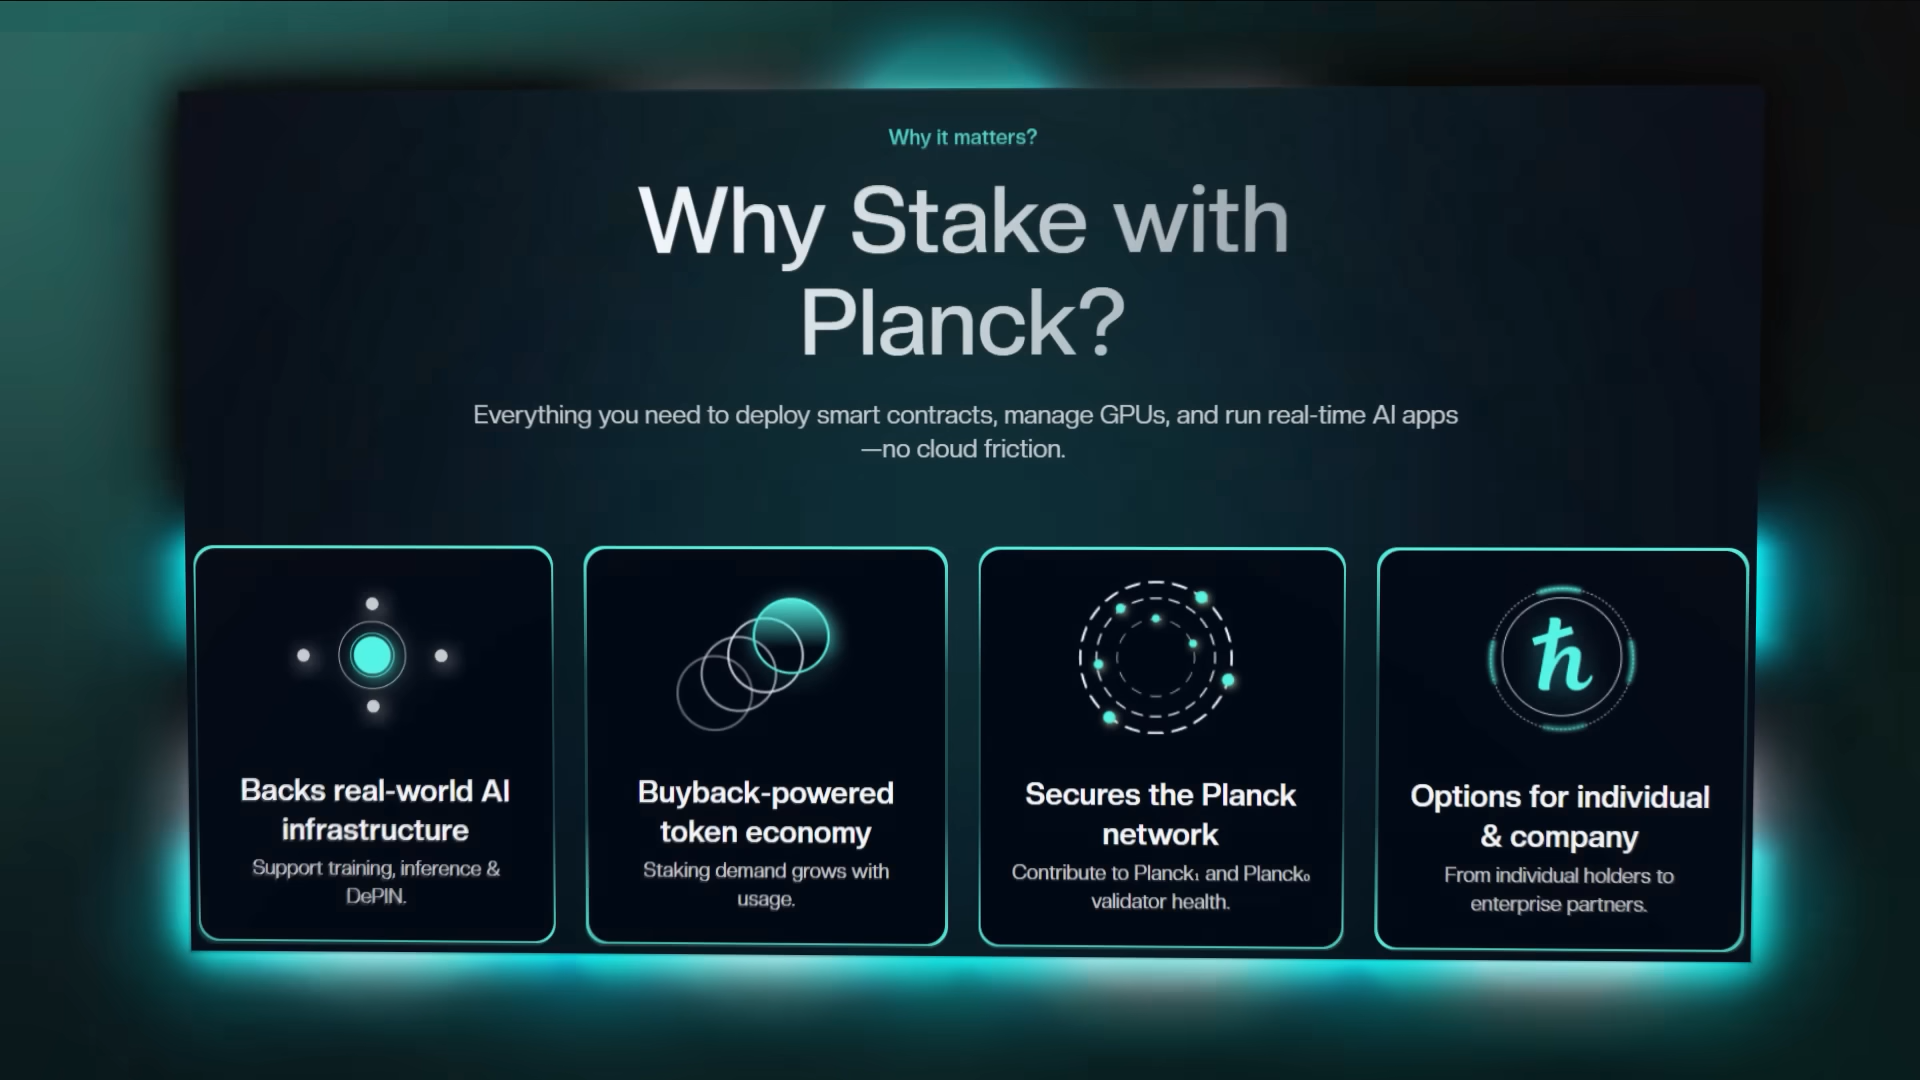 Why it matters?
Why Stake with
Planck?
Everything you need to deploy smart contracts, manage GPUs, and run real-time AI apps
—no cloud friction.
ħ
Backs real-world AI
infrastructure
Support training, inference &
DePIN.
Buyback-powered
token economy
Staking demand grows with
usage.
Secures the Planck
network
Contribute to Planck₁ and Planck₀
validator health.
Options for individual
& company
From individual holders to
enterprise partners.